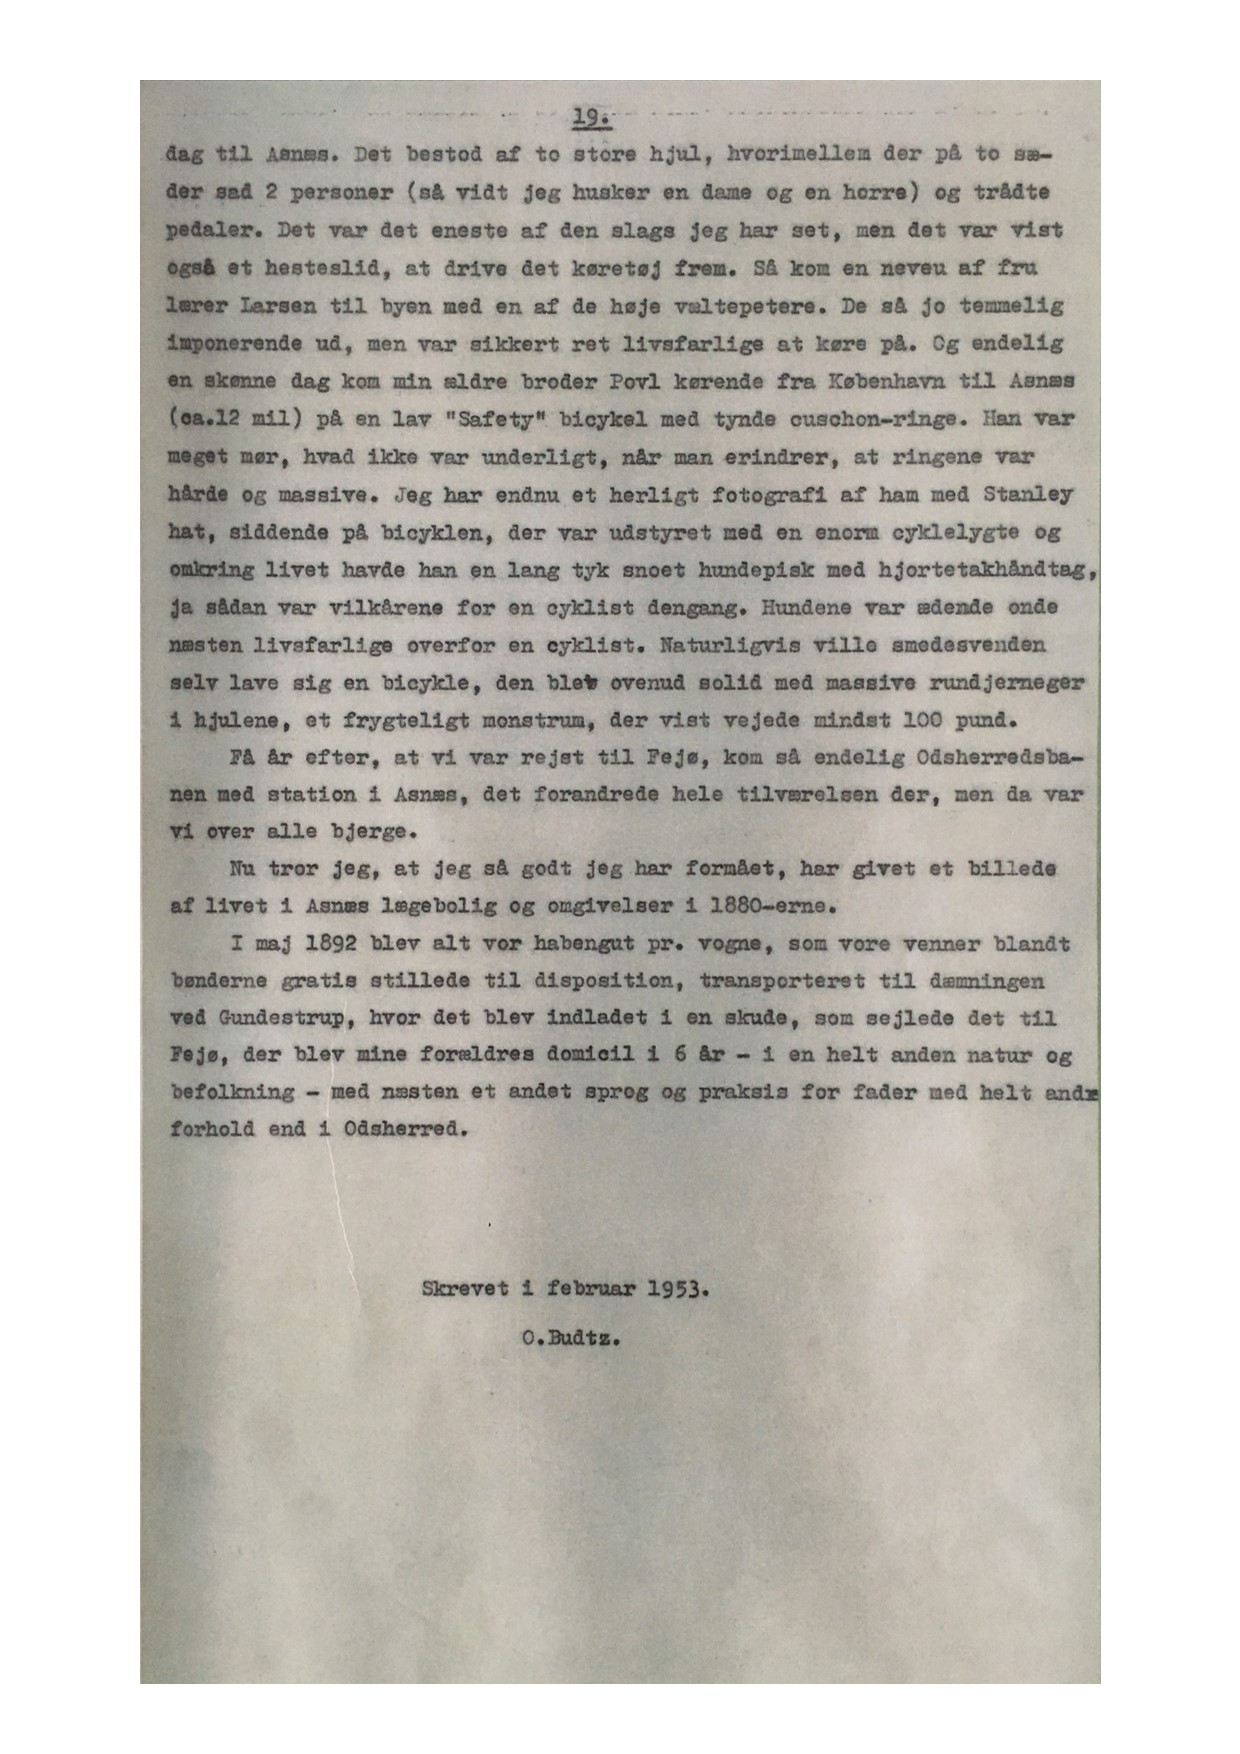 19.
dag til Asnæs. Det bestod af to store hjul, hvorimellem der på to sæ-
der sad 2 personer (så vidt jeg husker en dame og en herre) og trådte
pedaler. Det var det eneste af den slags jeg har set, men det var vist
også et hesteslid, at drive det køretøj frem. Så kom en neveu af fru
lærer Larsen til byen med en af de høje væltepetere. De så jo temmelig
imponerende ud, men var sikkert ret livsfarlige at køre på. Og endelig
en skønne dag kom min ældre broder Povl kørende fra København til Asnæs
(ca.12 mil) på en lav "Safety" bicykel med tynde cuschon-ringe. Han var
meget mør, hvad ikke var underligt, når man erindrer, at ringene var
hårde og massive. Jeg har endnu et herligt fotografi af ham med Stanley
hat, siddende på bicyklen, der var udstyret med en enorm cyklelygte og
omkring livet havde han en lang tyk snoet hundepisk med hjortetakhåndtag,
ja sådan var vilkårene for en cyklist dengang. Hundene var ædende onde
næsten livsfarlige overfor en cyklist. Naturligvis ville smedesvenden
selv lave sig en bicykle, den blev ovenud solid med massive rundjerneger
i hjulene, et frygteligt monstrum, der vist vejede mindst 100 pund.
Få år efter, at vi var rejst til Fejø, kom så endelig Odsherredsba-
nen med station i Asnæs, det forandrede hele tilværelsen der, men da var
vi over alle bjerge.
Nu tror jeg, at jeg så godt jeg har formået, har givet et billede
af livet i Asnæs lægebolig og omgivelser i 1880-erne.
I maj 1892 blev alt vor habengut pr. vogne, som vore venner blandt
bønderne gratis stillede til disposition, transporteret til dæmningen
ved Gundestrup, hvor det blev indladet i en skude, som sejlede det til
Fejø, der blev mine forældres domicil i 6 år - i en helt anden natur og
befolkning - med næsten et andet sprog og praksis for fader med helt andre
forhold end i Odsherred.
Skrevet i februar 1953.
O.Budtz.